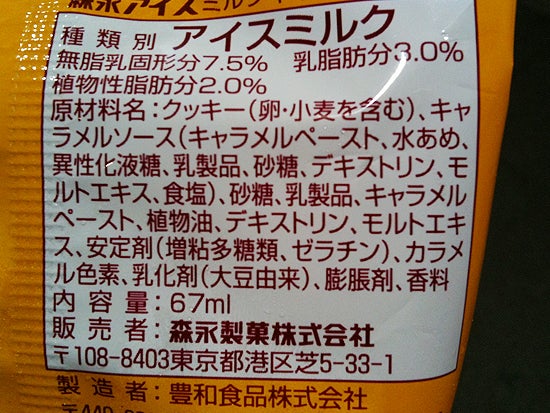 森永アイスミルク
種類別 アイスミルク
無脂乳固形分7.5% 乳脂肪分3.0%
植物性脂肪分2.0%
原材料名：クッキー（卵・小麦を含む）、キャ
ラメルソース（キャラメルペースト、水あめ、
異性化液糖、乳製品、砂糖、デキストリン、モ
ルトエキス、食塩）、砂糖、乳製品、キャラメル
ペースト、植物油、デキストリン、モルトエキ
ス、安定剤（増粘多糖類、ゼラチン）、カラメ
ル色素、乳化剤（大豆由来）、膨脹剤、香料
内容量：67ml
販売者：森永製菓株式会社
〒108-8403東京都港区芝5-33-1
製造者：豊和食品株式会社